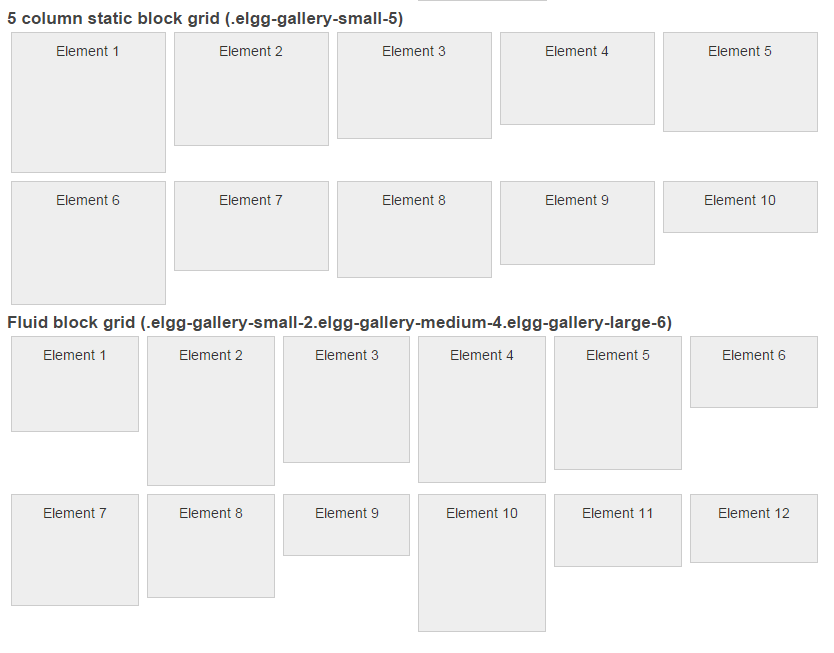 5 column static block grid (.elgg-gallery-small-5)
Element 1 Element 2 Element 3 Element 4 Element 5
Element 6 Element 7 Element 8 Element 9 Element 10
Fluid block grid (.elgg-gallery-small-2.elgg-gallery-medium-4.elgg-gallery-large-6)
Element 1 Element 2 Element 3 Element 4 Element 5 Element 6
Element 7 Element 8 Element 9 Element 10 Element 11 Element 12